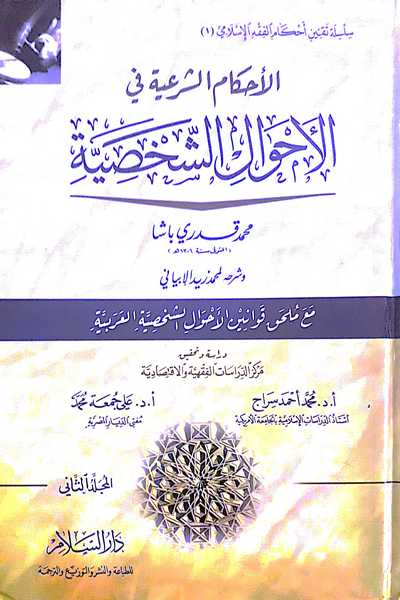 سلسلة تقنين أحكام الفقه الإسلامي (١)
الأحكام الشرعية في
الأحوال الشخصية
محمد قدري باشا
(المتوفى سنة ١٣٠٦هـ)
وشرحه لمحمد زيد الإبياني
مع ملحق قوانين الأحوال الشخصية العربية
دراسة وتحقيق
مركز الدراسات الفقهية والاقتصادية
أ.د. محمد أحمد سراج
أ.د. علي جمعة محمد
أستاذ الدراسات الإسلامية بالجامعة الأمريكية
مفتي الديار المصرية
المجلد الثاني
دار السلام
للطباعة والنشر والتوزيع والترجمة